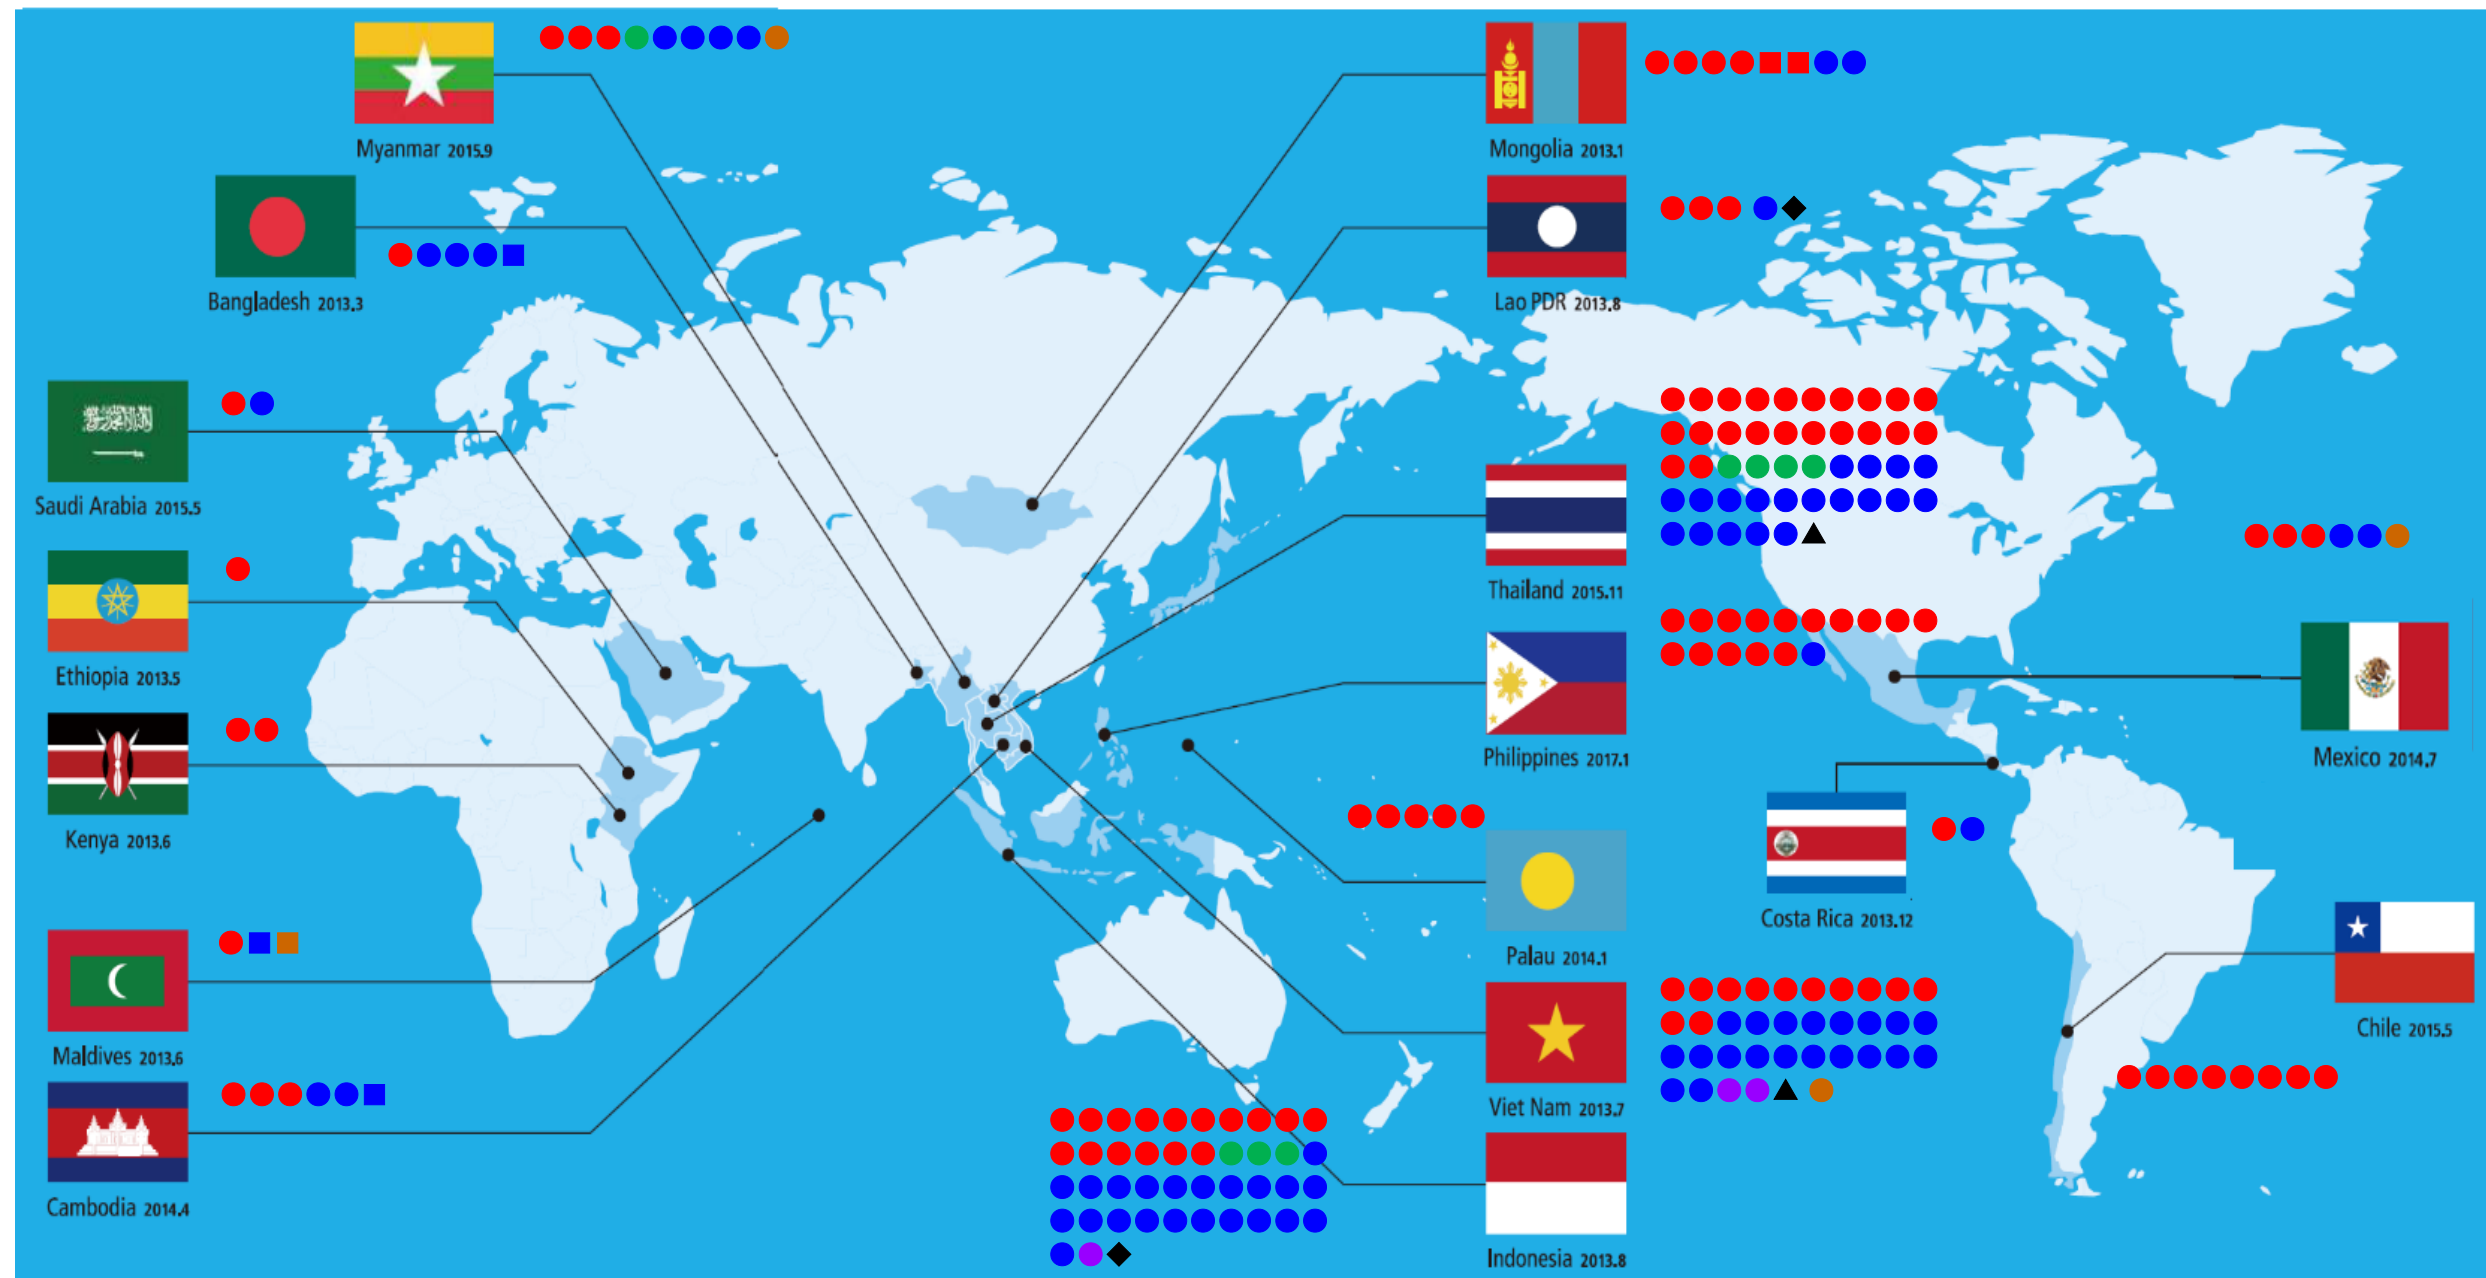 Myanmar 2015.9
Mongolia 2013.1
Bangladesh 2013.3
Lao PDR 2013.8
Saudi Arabia 2015.5
Thailand 2015.11
Ethiopia 2013.5
Philippines 2017.1
Mexico 2014.7
Kenya 2013.6
Costa Rica 2013.12
Palau 2014.1
Chile 2015.5
Maldives 2013.6
Viet Nam 2013.7
Cambodia 2014.4
Indonesia 2013.8